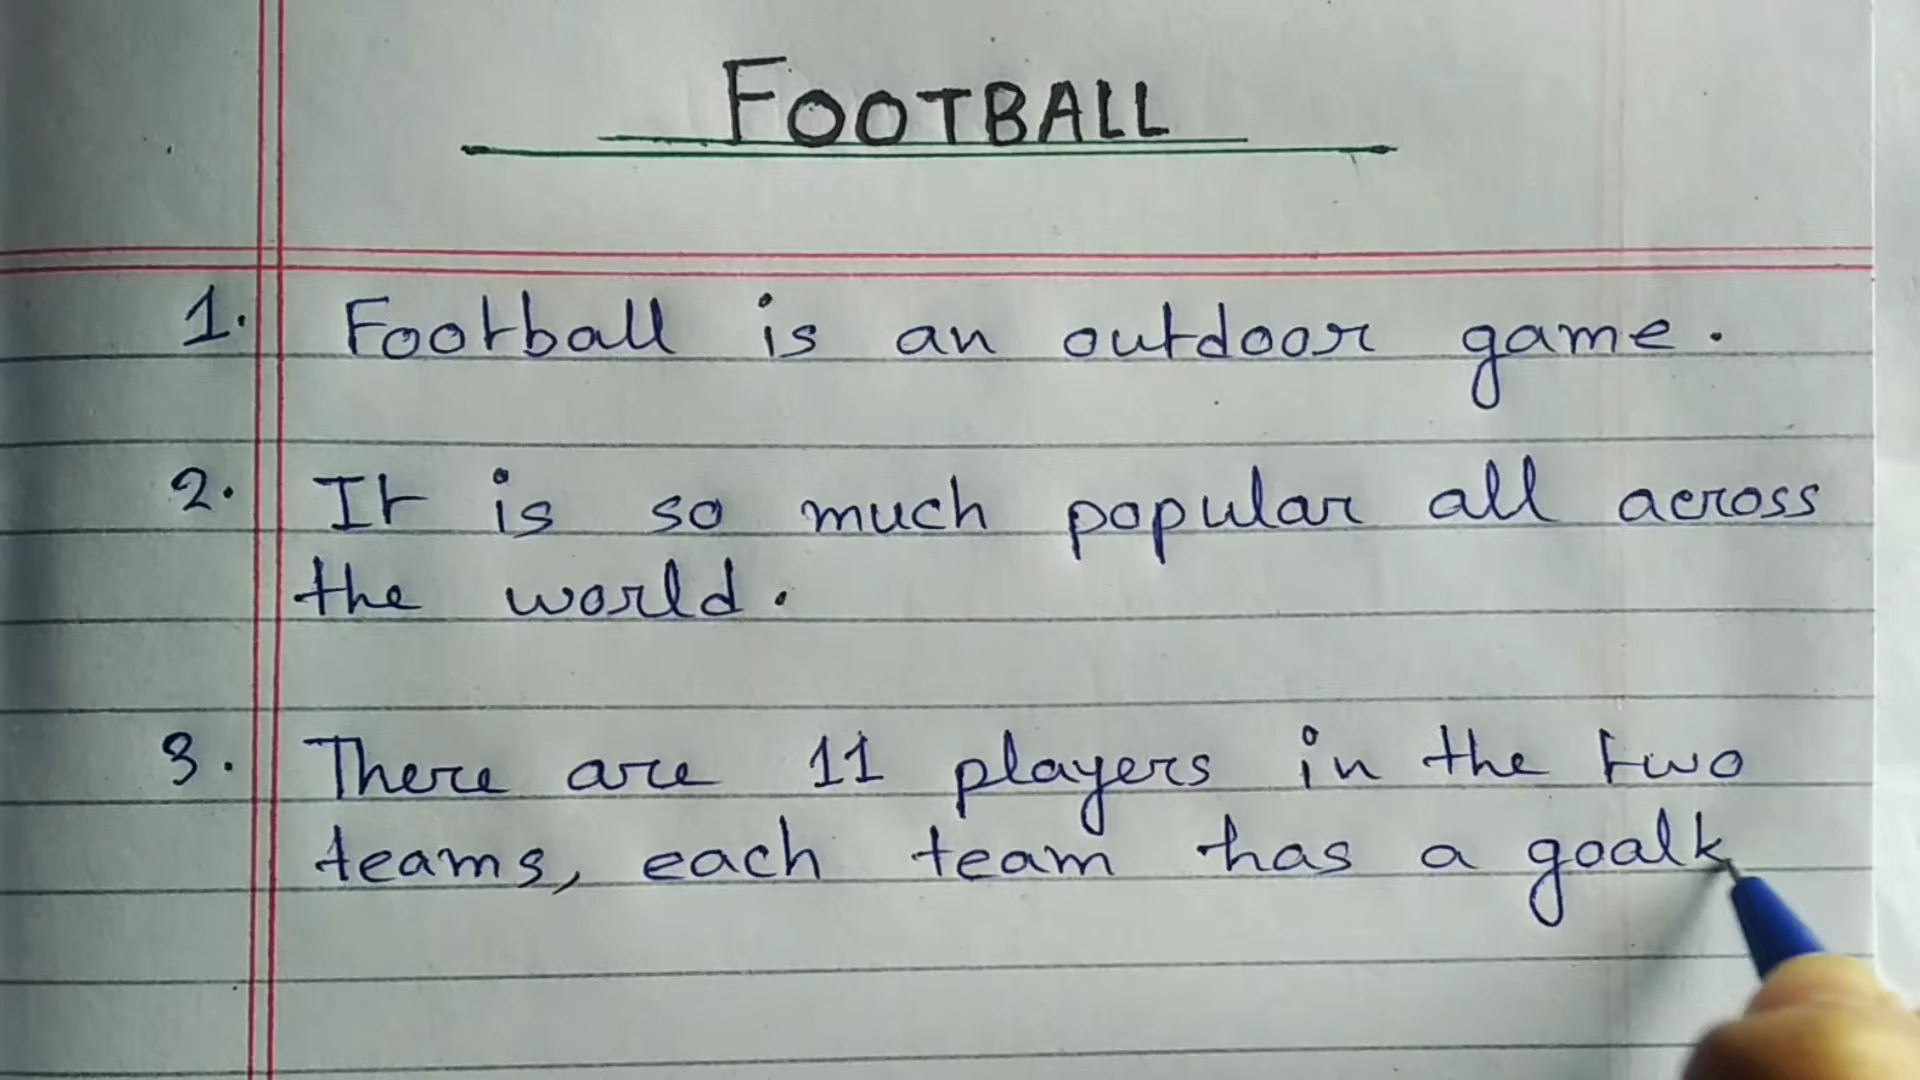 FOOTBALL
1. Football is an outdoor game.
2. It is so much popular all across
the world.
3. There are 11 players in the two
teams, each team has a goalk